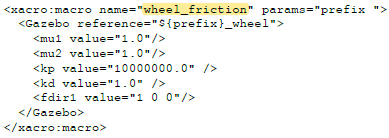 <xacro:macro name="wheel_friction" params="prefix ">
<Gazebo reference="${prefix}_wheel">
<mu1 value="1.0"/>
<mu2 value="1.0"/>
<kp value="10000000.0" />
<kd value="1.0" />
<fdir1 value="1 0 0"/>
</Gazebo>
</xacro:macro>